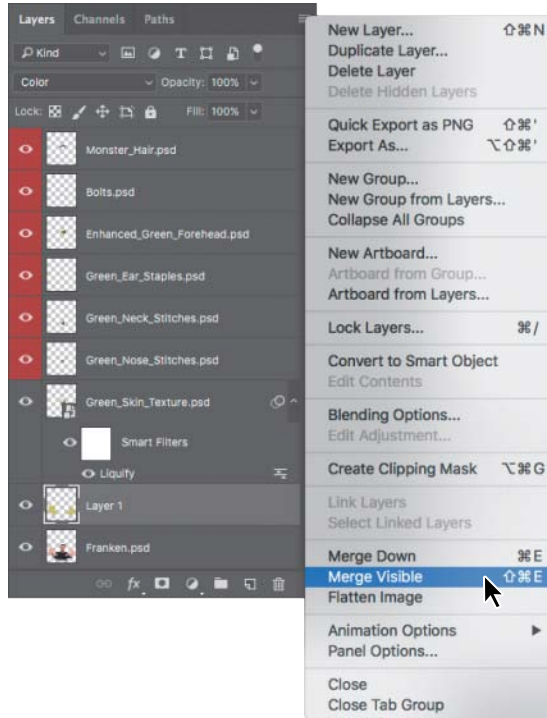 Layers Channels Paths
Kind
Color Opacity: 100%
Lock: Fill: 100%
Monster_Hair.psd
Bolts.psd
Enhanced_Green_Forehead.psd
Green_Ear_Staples.psd
Green_Neck_Stitches.psd
Green_Nose_Stitches.psd
Green_Skin_Texture.psd
Smart Filters
Liquify
Layer 1
Franken.psd
fx
New Layer... ⇧⌘N
Duplicate Layer...
Delete Layer
Delete Hidden Layers
Quick Export as PNG ⇧⌘'
Export As... ⌥⇧⌘'
New Group...
New Group from Layers...
Collapse All Groups
New Artboard...
Artboard from Group...
Artboard from Layers...
Lock Layers... ⌘/
Convert to Smart Object
Edit Contents
Blending Options...
Edit Adjustment...
Create Clipping Mask ⌥⌘G
Link Layers
Select Linked Layers
Merge Down ⌘E
Merge Visible ⇧⌘E
Flatten Image
Animation Options
Panel Options...
Close
Close Tab Group